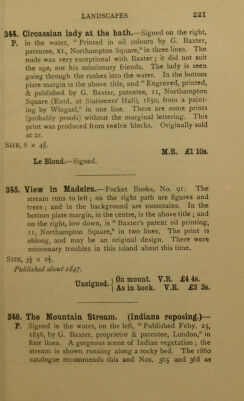 LANDSCAPES 221
344. Circassian lady at the bath.—Signed on the right,
P. in the water, "Printed in oil colours by G. Baxter,
patentee, XI, Northampton Square," in three lines. The
nude was very exceptional with Baxter; it did not suit
the age, nor his missionary friends. The lady is seen
going through the rushes into the water. In the bottom
plate margin is the above title, and "Engraved, printed,
& published by G. Baxter, patentee, 11, Northampton
Square (Entd. at Stationers' Hall), 1850, from a paint-
ing by Wingael," in one line. There are some prints
(probably proofs) without the marginal lettering. This
print was produced from twelve blocks. Originally sold
at 2s.
SIZE, 6 × 4¾.
M.R. £1 10s.
Le Blond.—Signed.
345. View in Madeira.—Pocket Books, No. 91. The
stream runs to left; on the right path are figures and
trees; and in the background are mountains. In the
bottom plate margin, in the centre, is the above title; and
on the right, low down, is "Baxter's patent oil printing,
11, Northampton Square," in two lines. The print is
oblong, and may be an original design. There were
missionary troubles in this island about this time.
SIZE, 3½ × 2½.
Published about 1847.
Unsigned. { On mount. V.R. £4 4s.
As in book. V.R. £3 3s.
346. The Mountain Stream. (Indians reposing.)—
P. Signed in the water, on the left, "Published Feby. 25,
1856, by G. Baxter, proprietor & patentee, London," in
four lines. A gorgeous scene of Indian vegetation; the
stream is shown running along a rocky bed. The 1860
catalogue recommends this and Nos. 365 and 368 as